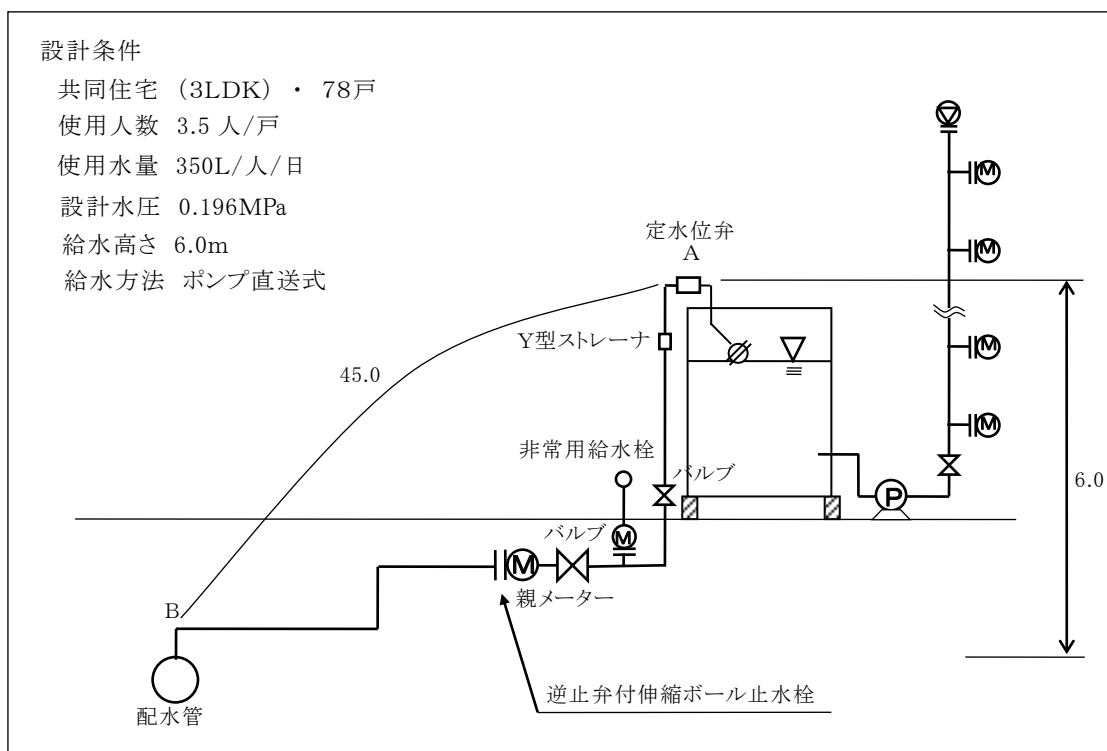 設計条件
共同住宅 (3LDK) ・ 78戸
使用人数 3.5 人/戸
使用水量 350L/人/日
設計水圧 0.196MPa
給水高さ 6.0m
給水方法 ポンプ直送式
定水位弁
A
Y型ストレーナ
45.0
非常用給水栓
バルブ
6.0
P
バルブ
M
M
M
M
M
M
親メーター
B
逆止弁付伸縮ボール止水栓
配水管